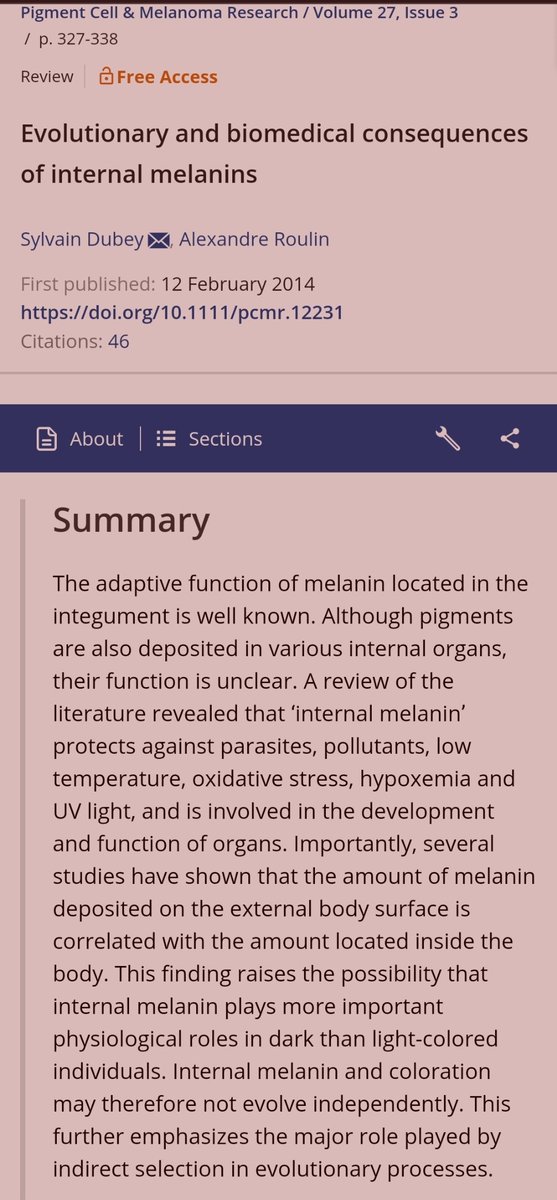 Pigment Cell & Melanoma Research / Volume 27, Issue 3
/ p. 327-338
Review Free Access
Evolutionary and biomedical consequences
of internal melanins
Sylvain Dubey, Alexandre Roulin
First published: 12 February 2014
https://doi.org/10.1111/pcmr.12231
Citations: 46
About Sections
Summary
The adaptive function of melanin located in the
integument is well known. Although pigments
are also deposited in various internal organs,
their function is unclear. A review of the
literature revealed that ‘internal melanin’
protects against parasites, pollutants, low
temperature, oxidative stress, hypoxemia and
UV light, and is involved in the development
and function of organs. Importantly, several
studies have shown that the amount of melanin
deposited on the external body surface is
correlated with the amount located inside the
body. This finding raises the possibility that
internal melanin plays more important
physiological roles in dark than light-colored
individuals. Internal melanin and coloration
may therefore not evolve independently. This
further emphasizes the major role played by
indirect selection in evolutionary processes.